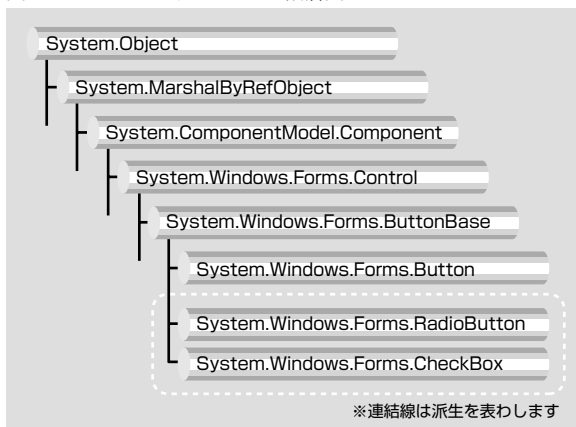 System.Object
System.MarshalByRefObject
System.ComponentModel.Component
System.Windows.Forms.Control
System.Windows.Forms.ButtonBase
System.Windows.Forms.Button
System.Windows.Forms.RadioButton
System.Windows.Forms.CheckBox
※連結線は派生を表わします